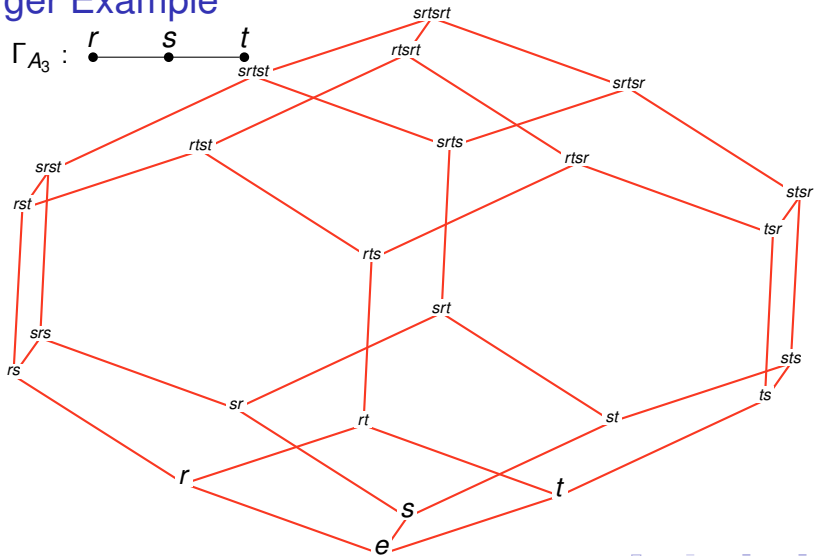 ger Example
srtsrt
r s t
Γ_{A_3} :
rtsrt
srtst
srtsr
rtst srts
rtsr
srst
stsr
rst
tsr
rts
srt
srs
sts
rs
ts
sr
st
rt
r
t
s
e